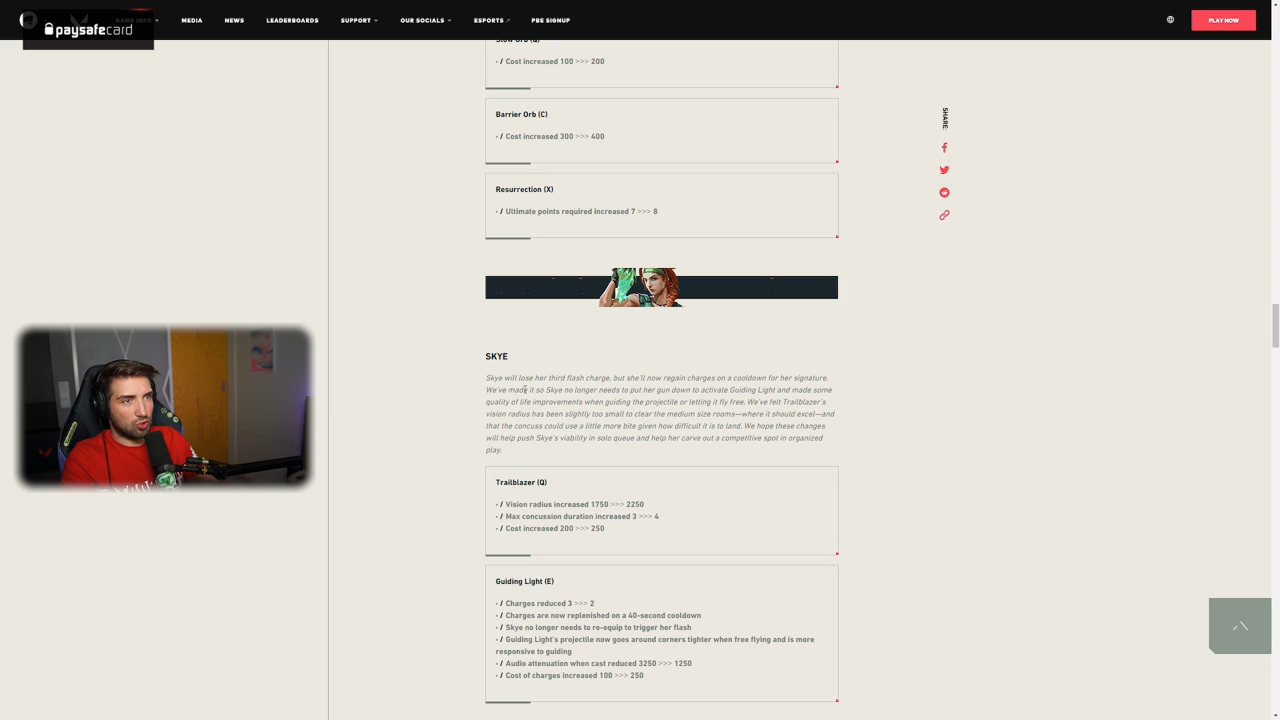 GAME INFO MEDIA NEWS LEADERBOARDS SUPPORT OUR SOCIALS ESPORTS PBE SIGNUP PLAY NOW
paysafecard
Slow Orb (Q)
- / Cost increased 100 >>> 200
Barrier Orb (C)
- / Cost increased 300 >>> 400
Resurrection (X)
- / Ultimate points required increased 7 >>> 8
SHARE:
SKYE
Skye will lose her third flash charge, but she'll now regain charges on a cooldown for her signature.
We've made it so Skye no longer needs to put her gun down to activate Guiding Light and made some
quality of life improvements when guiding the projectile or letting it fly free. We've felt Trailblazer's
vision radius has been slightly too small to clear the medium size rooms—where it should excel—and
that the concuss could use a little more bite given how difficult it is to land. We hope these changes
will help push Skye's viability in solo queue and help her carve out a competitive spot in organized
play.
Trailblazer (Q)
- / Vision radius increased 1750 >>> 2250
- / Max concussion duration increased 3 >>> 4
- / Cost increased 200 >>> 250
Guiding Light (E)
- / Charges reduced 3 >>> 2
- / Charges are now replenished on a 40-second cooldown
- / Skye no longer needs to re-equip to trigger her flash
- / Guiding Light's projectile now goes around corners tighter when free flying and is more
responsive to guiding
- / Audio attenuation when cast reduced 3250 >>> 1250
- / Cost of charges increased 100 >>> 250